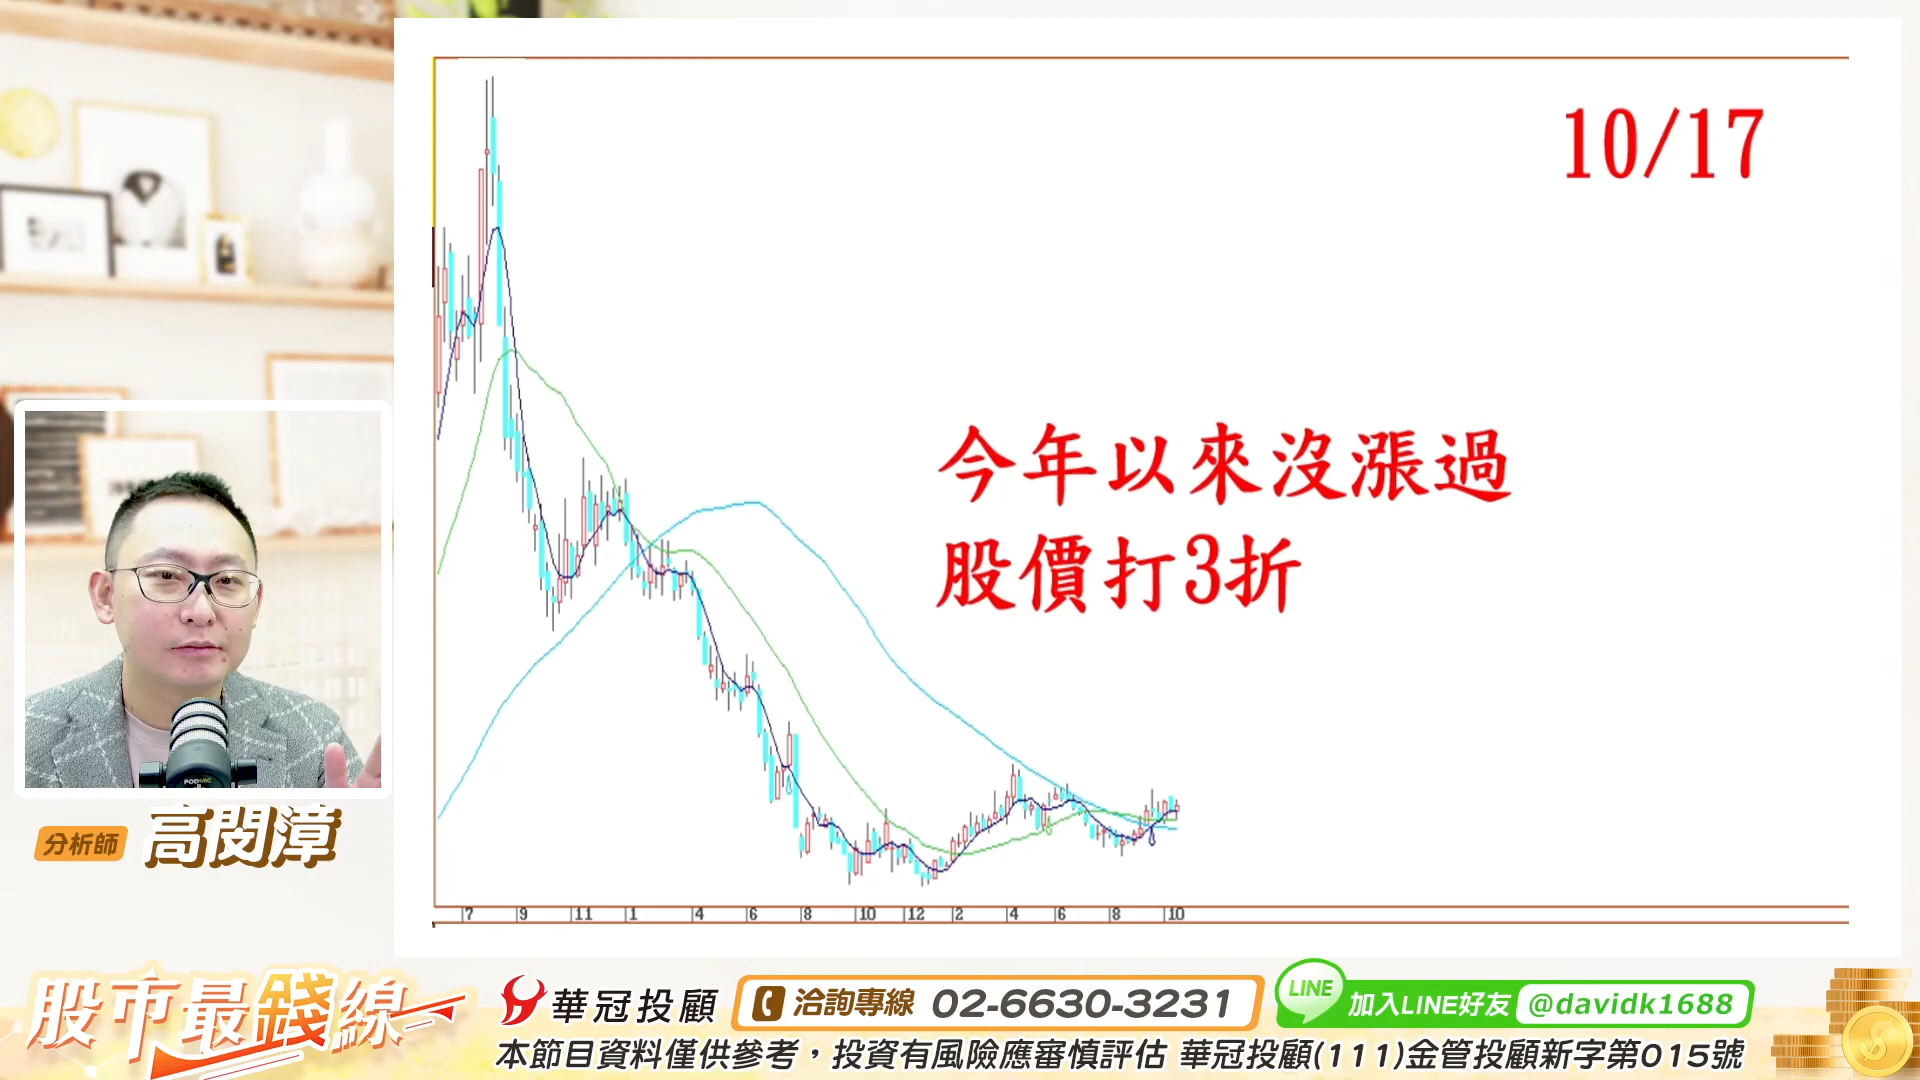 10/17
今年以來沒漲過
股價打3折
7 9 11 1 4 6 8 10 12 2 4 6 8 10
PODMIC
分析師 高閔漳
股市最錢線
華冠投顧 洽詢專線 02-6630-3231 LINE 加入LINE好友 @davidk1688
本節目資料僅供參考，投資有風險應審慎評估 華冠投顧(111)金管投顧新字第015號